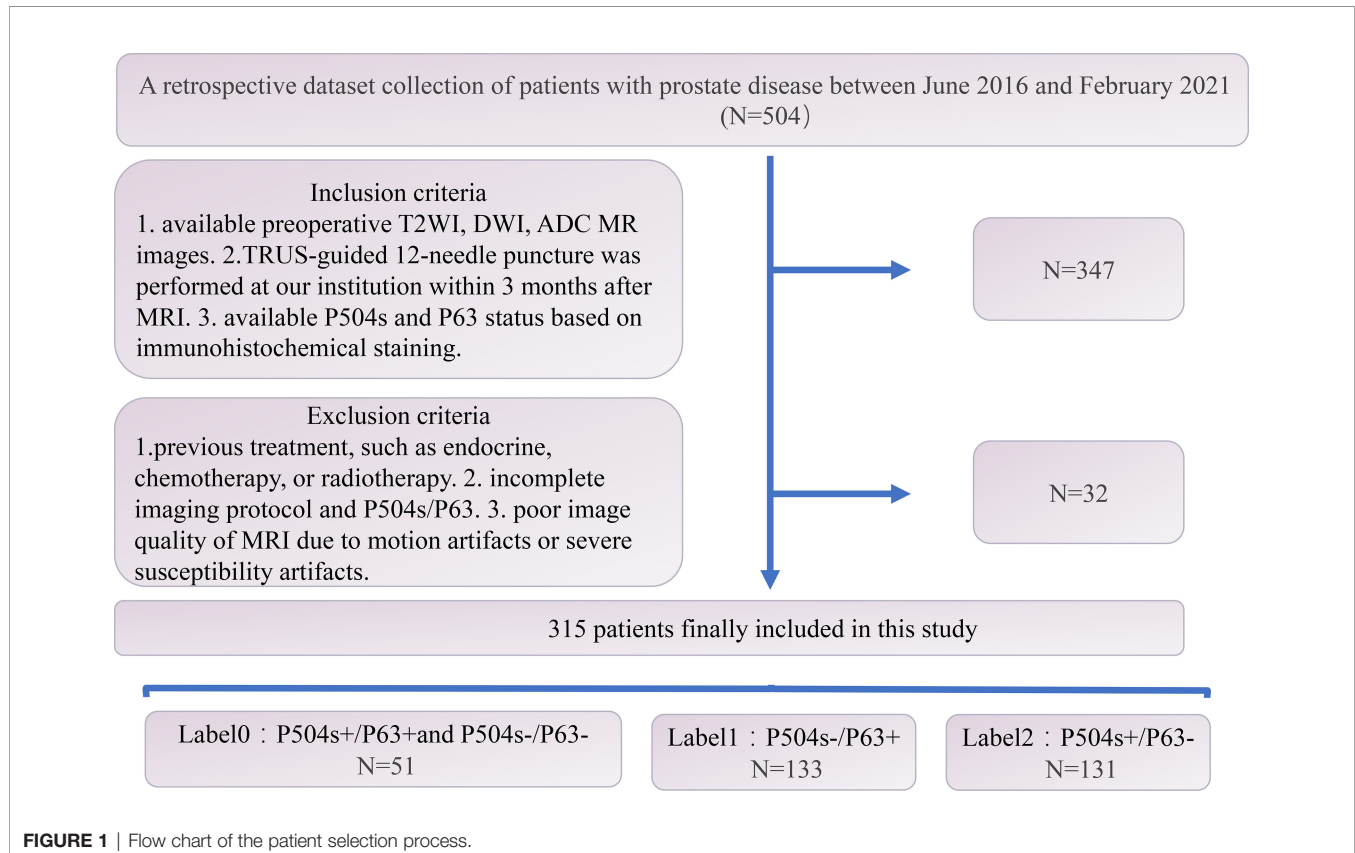 A retrospective dataset collection of patients with prostate disease between June 2016 and February 2021
(N=504）
Inclusion criteria
1. available preoperative T2WI, DWI, ADC MR
images. 2.TRUS-guided 12-needle puncture was
performed at our institution within 3 months after
MRI. 3. available P504s and P63 status based on
immunohistochemical staining.
N=347
Exclusion criteria
1.previous treatment, such as endocrine,
chemotherapy, or radiotherapy. 2. incomplete
imaging protocol and P504s/P63. 3. poor image
quality of MRI due to motion artifacts or severe
susceptibility artifacts.
N=32
315 patients finally included in this study
Label0：P504s+/P63+and P504s-/P63-
N=51
Label1：P504s-/P63+
N=133
Label2：P504s+/P63-
N=131
FIGURE 1 | Flow chart of the patient selection process.